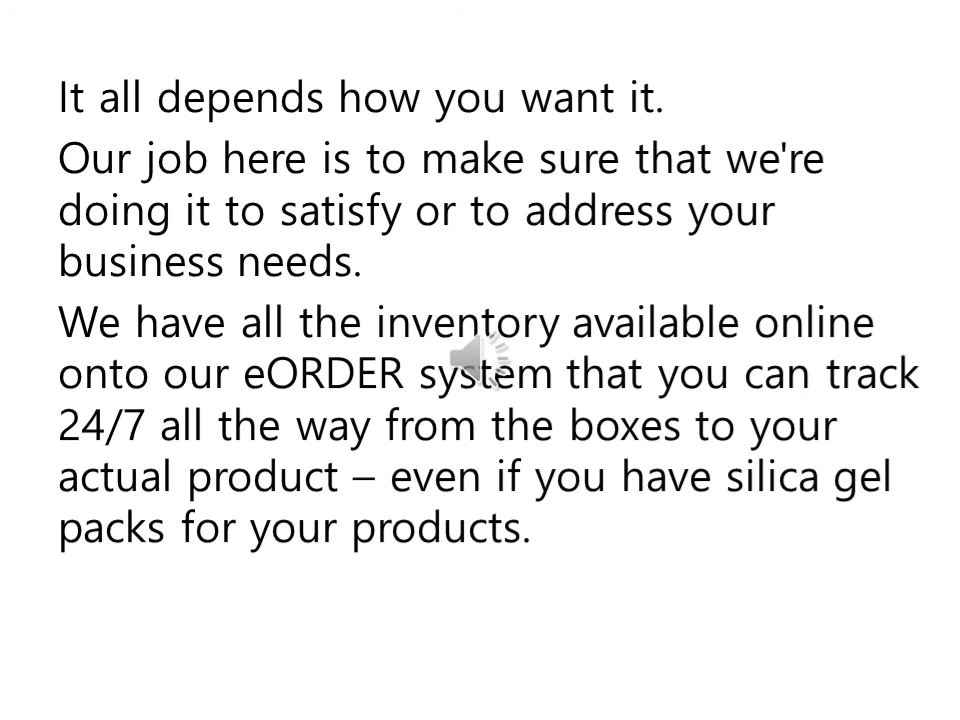 It all depends how you want it.
Our job here is to make sure that we're
doing it to satisfy or to address your
business needs.
We have all the inventory available online
onto our eORDER system that you can track
24/7 all the way from the boxes to your
actual product – even if you have silica gel
packs for your products.